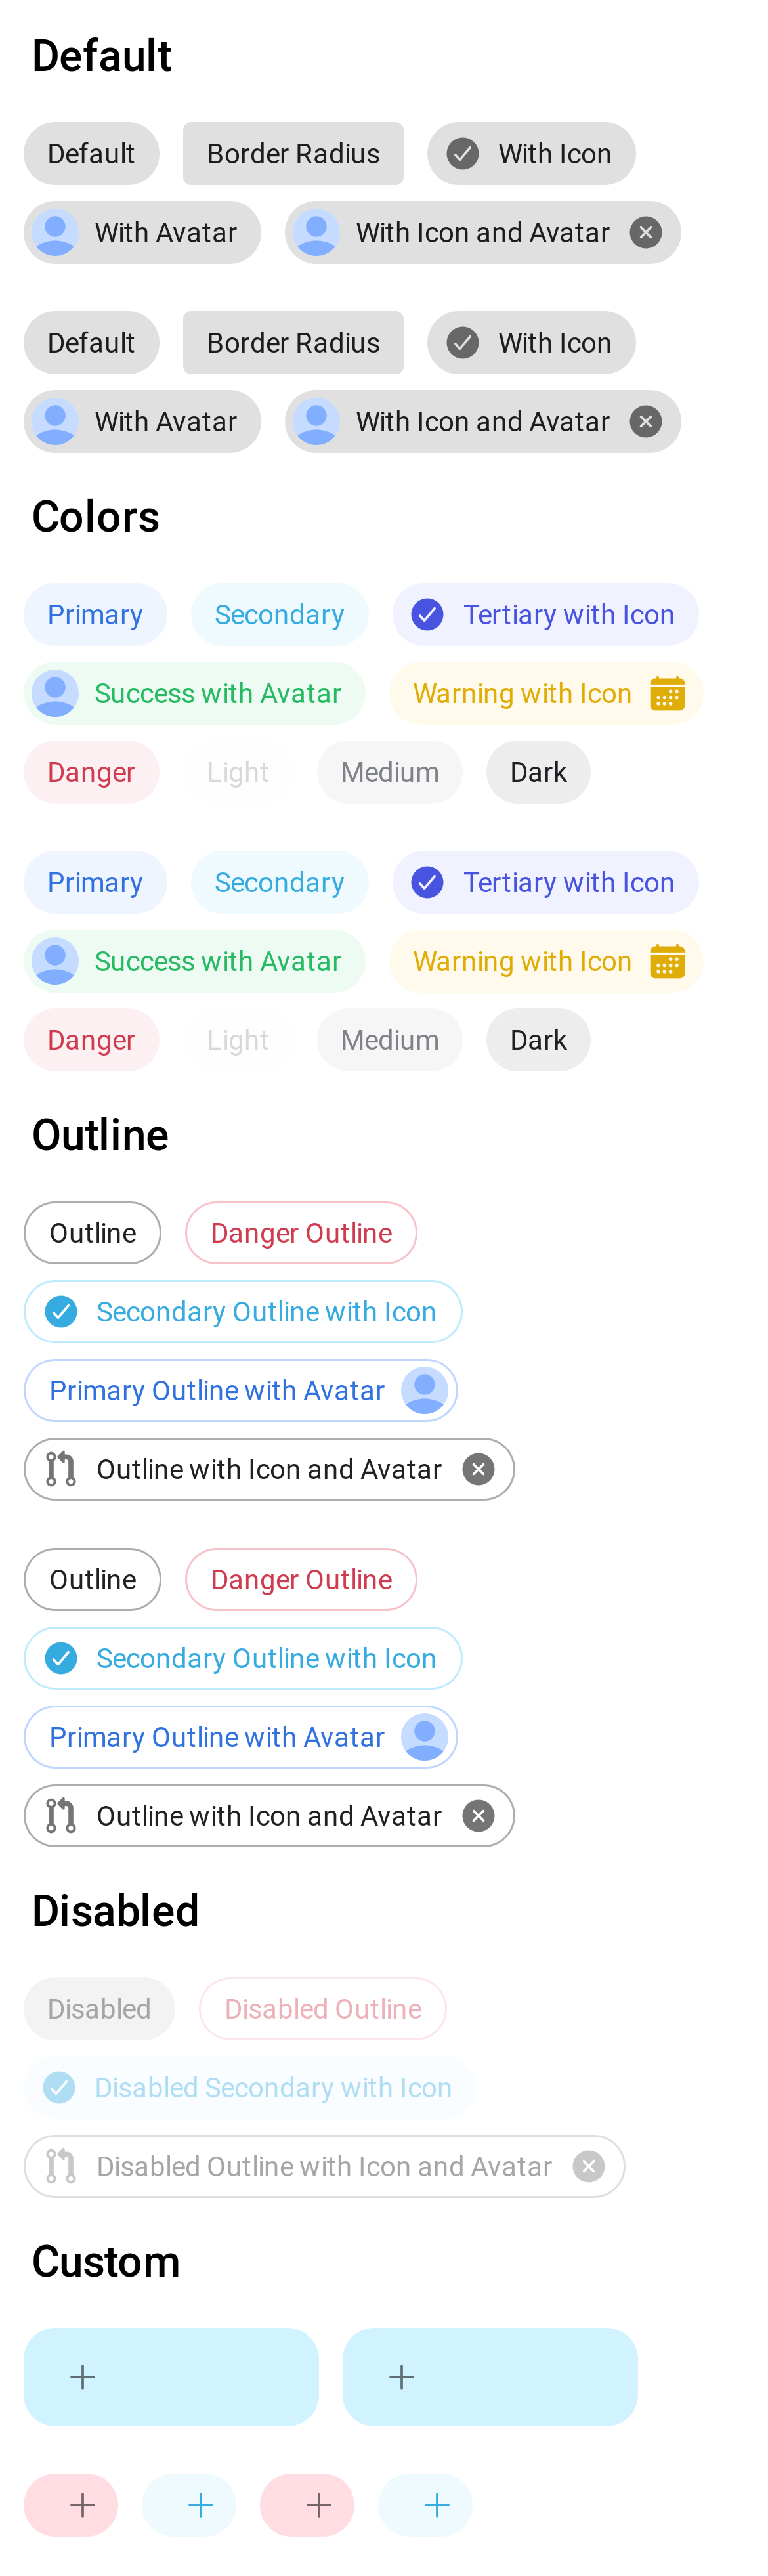 Default
Default Border Radius With Icon
With Avatar With Icon and Avatar
Default Border Radius With Icon
With Avatar With Icon and Avatar
Colors
Primary Secondary Tertiary with Icon
Success with Avatar Warning with Icon
Danger Light Medium Dark
Primary Secondary Tertiary with Icon
Success with Avatar Warning with Icon
Danger Light Medium Dark
Outline
Outline Danger Outline
Secondary Outline with Icon
Primary Outline with Avatar
Outline with Icon and Avatar
Outline Danger Outline
Secondary Outline with Icon
Primary Outline with Avatar
Outline with Icon and Avatar
Disabled
Disabled Disabled Outline
Disabled Secondary with Icon
Disabled Outline with Icon and Avatar
Custom